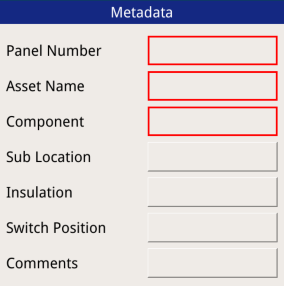 Metadata
Panel Number
Asset Name
Component
Sub Location
Insulation
Switch Position
Comments